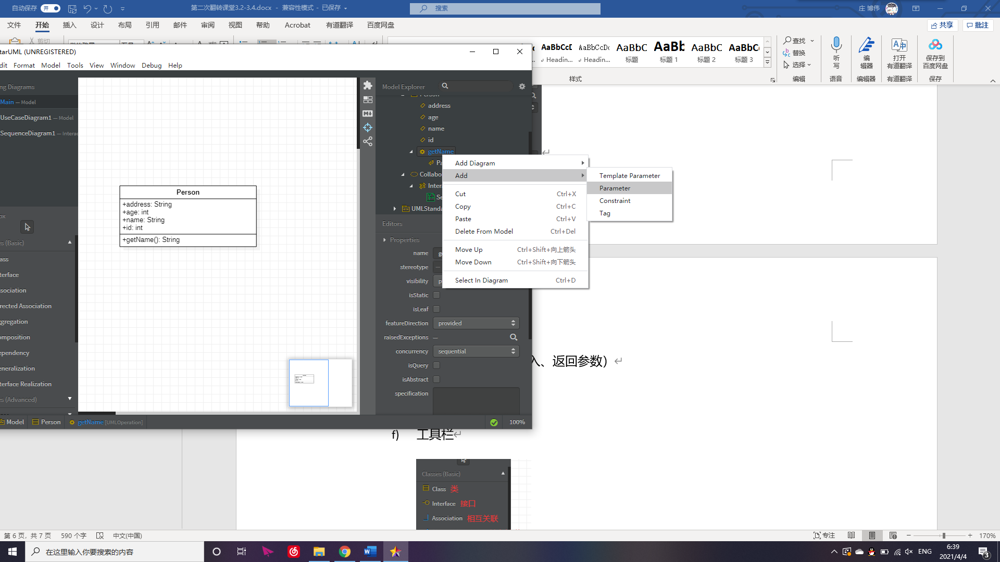 自动保存 开 第二次翻转课堂3.2-3.4.docx - 兼容性模式 - 已保存 搜索 庄 博伟
文件 开始 插入 设计 布局 引用 邮件 审阅 视图 帮助 Acrobat 有道翻译 百度网盘 共享 批注
剪切
AaBbCcD AaBbCcDc AaBbC AaBb AaBbC AaBbCc
Headin... Headin... 标题 标题 1 标题 2 标题 3
样式
查找
替换
选择
编辑
听写
语音
编辑器
编辑器
打开有道翻译
有道翻译
保存到百度网盘
保存
tarUML (UNREGISTERED)
dit Format Model Tools View Window Debug Help
ng Diagrams
Main — Model
UseCaseDiagram1 — Model
SequenceDiagram1 — Interac
ox
es (Basic)
ass
terface
sociation
rected Association
ggregation
omposition
ependency
eneralization
terface Realization
es (Advanced)
Person
+address: String
+age: int
+name: String
+id: int
+getName(): String
Model Explorer
Person
address
age
name
id
getName
Pa
Collabo
Intera
Se
UMLStanda
Editors
Properties
name ge
stereotype —
visibility p
isStatic
isLeaf
featureDirection provided
raisedExceptions —
concurrency sequential
isQuery
isAbstract
specification
Add Diagram
Add
Cut Ctrl+X
Copy Ctrl+C
Paste Ctrl+V
Delete From Model Ctrl+Del
Move Up Ctrl+Shift+向上箭头
Move Down Ctrl+Shift+向下箭头
Select In Diagram Ctrl+D
Template Parameter
Parameter
Constraint
Tag
Model Person getName [UMLOperation] 100%
入、返回参数）
f) 工具栏
Classes (Basic)
Class 类
Interface 接口
Association 相互关联
第 6 页，共 7 页 590 个字 中文(中国) 专注 170%
在这里输入你要搜索的内容
ENG
6:39
2021/4/4
3